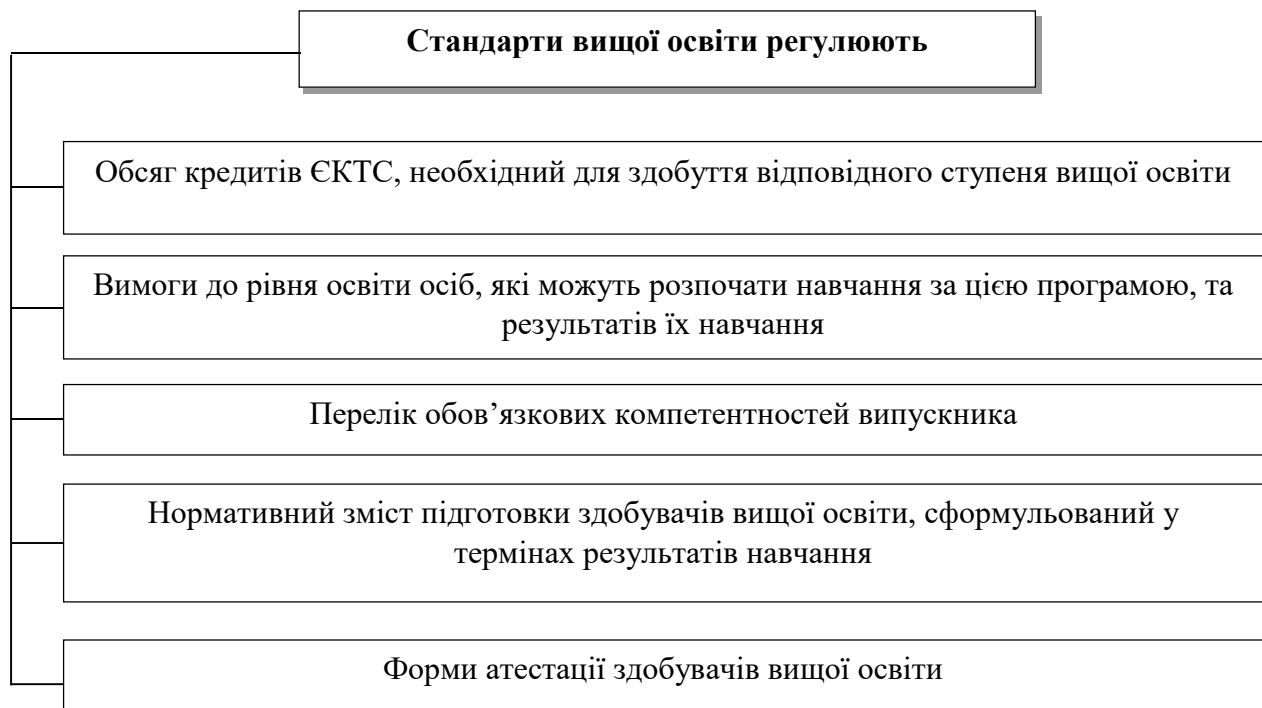 Стандарти вищої освіти регулюють
Обсяг кредитів ЄКТС, необхідний для здобуття відповідного ступеня вищої освіти
Вимоги до рівня освіти осіб, які можуть розпочати навчання за цією програмою, та
результатів їх навчання
Перелік обов’язкових компетентностей випускника
Нормативний зміст підготовки здобувачів вищої освіти, сформульований у
термінах результатів навчання
Форми атестації здобувачів вищої освіти